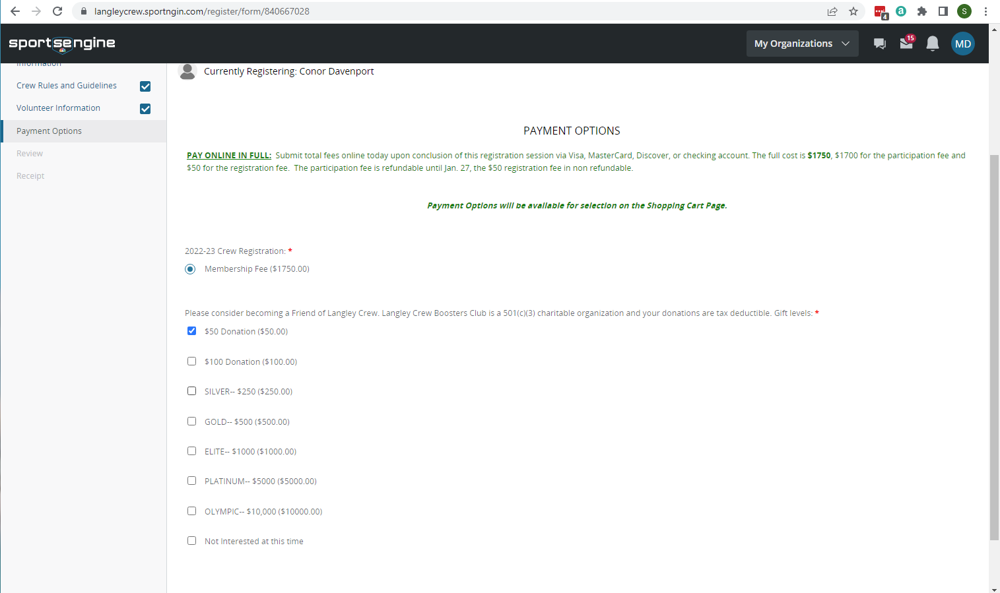 langleycrew.sportngin.com/register/form/840667028
4
a
S
sportsengine
My Organizations
15
MD
Information
Crew Rules and Guidelines
Volunteer Information
Payment Options
Review
Receipt
Currently Registering: Conor Davenport
PAYMENT OPTIONS
PAY ONLINE IN FULL: Submit total fees online today upon conclusion of this registration session via Visa, MasterCard, Discover, or checking account. The full cost is $1750, $1700 for the participation fee and
$50 for the registration fee. The participation fee is refundable until Jan. 27, the $50 registration fee in non refundable.
Payment Options will be available for selection on the Shopping Cart Page.
2022-23 Crew Registration: *
Membership Fee ($1750.00)
Please consider becoming a Friend of Langley Crew. Langley Crew Boosters Club is a 501(c)(3) charitable organization and your donations are tax deductible. Gift levels: *
$50 Donation ($50.00)
$100 Donation ($100.00)
SILVER-- $250 ($250.00)
GOLD-- $500 ($500.00)
ELITE-- $1000 ($1000.00)
PLATINUM-- $5000 ($5000.00)
OLYMPIC-- $10,000 ($10000.00)
Not Interested at this time